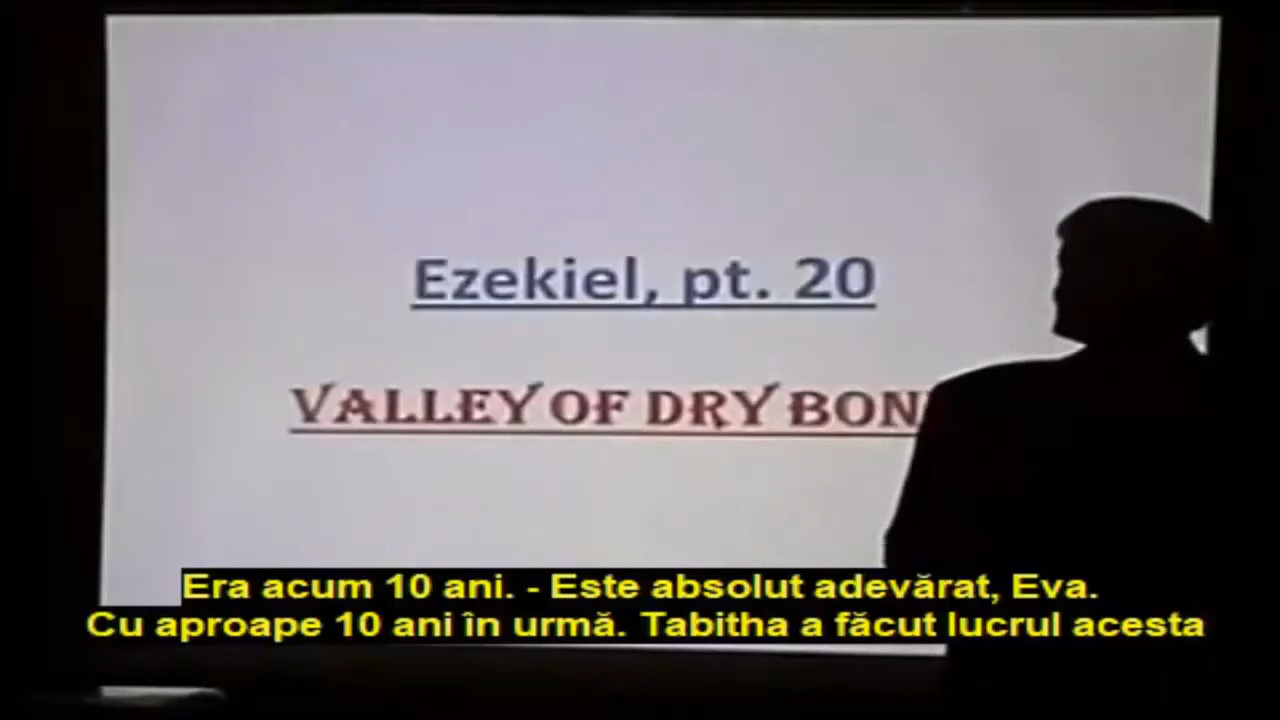 Ezekiel, pt. 20
VALLEY OF DRY
Era acum 10 ani. - Este absolut adevărat, Eva.
Cu aproape 10 ani în urmă. Tabitha a făcut lucrul acesta